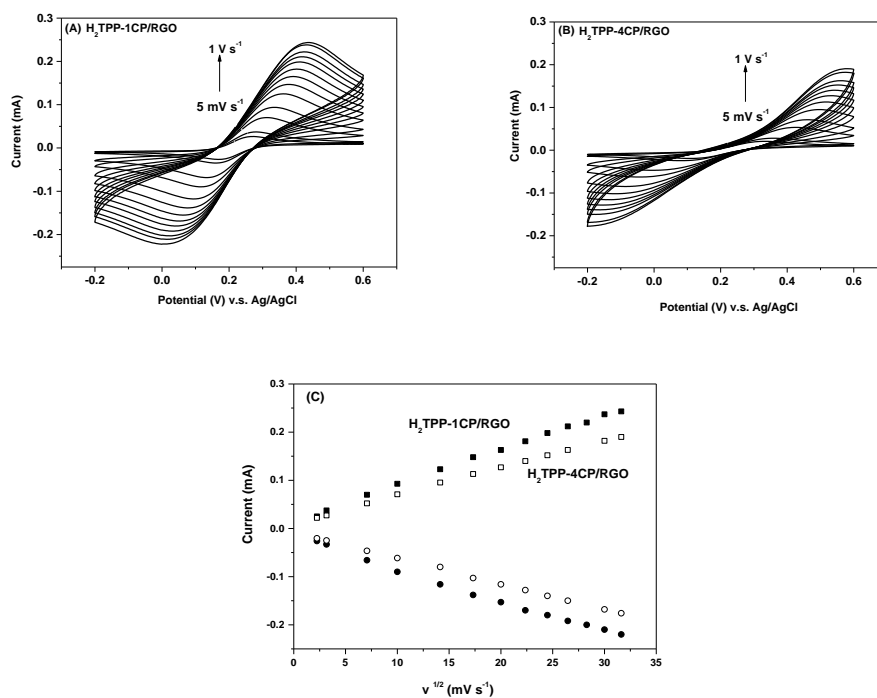 (A) H₂TPP-1CP/RGO
1 V s⁻¹
5 mV s⁻¹
0.3
0.2
0.1
0.0
-0.1
-0.2
Current (mA)
-0.2 0.0 0.2 0.4 0.6
Potential (V) v.s. Ag/AgCl
(B) H₂TPP-4CP/RGO
1 V s⁻¹
5 mV s⁻¹
0.3
0.2
0.1
0.0
-0.1
-0.2
Current (mA)
-0.2 0.0 0.2 0.4 0.6
Potential (V) v.s. Ag/AgCl
(C)
H₂TPP-1CP/RGO
H₂TPP-4CP/RGO
0.3
0.2
0.1
0.0
-0.1
-0.2
Current (mA)
0 5 10 15 20 25 30 35
v ¹/² (mV s⁻¹)